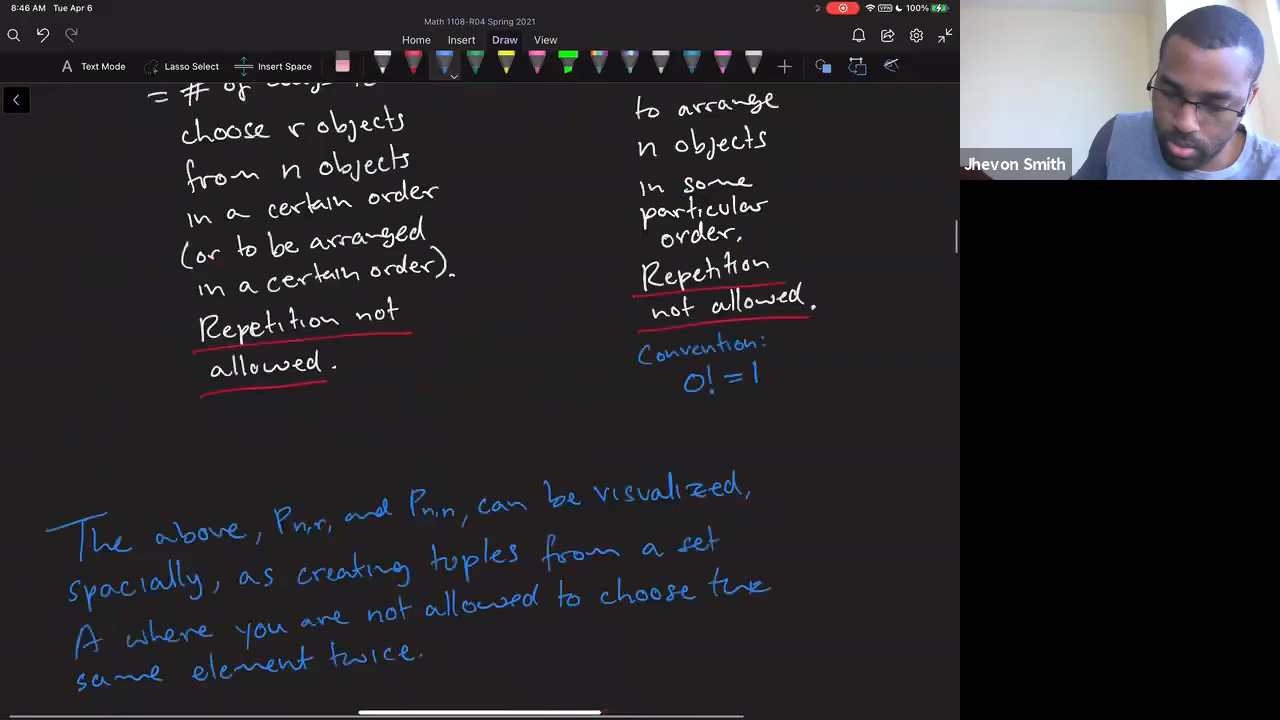 8:46 AM Tue Apr 6
100%
Math 1108-R04 Spring 2021
Home Insert Draw View
Text Mode Lasso Select Insert Space
= # of
choose r objects
from n objects
in a certain order
(or to be arranged
in a certain order).
Repetition not
allowed.
to arrange
n objects
in some
particular
order.
Repetition
not allowed.
Convention:
0! = 1
The above, Pn,r, and Pn,n, can be visualized,
spacially, as creating tuples from a set
A where you are not allowed to choose the
same element twice.
Jhevon Smith